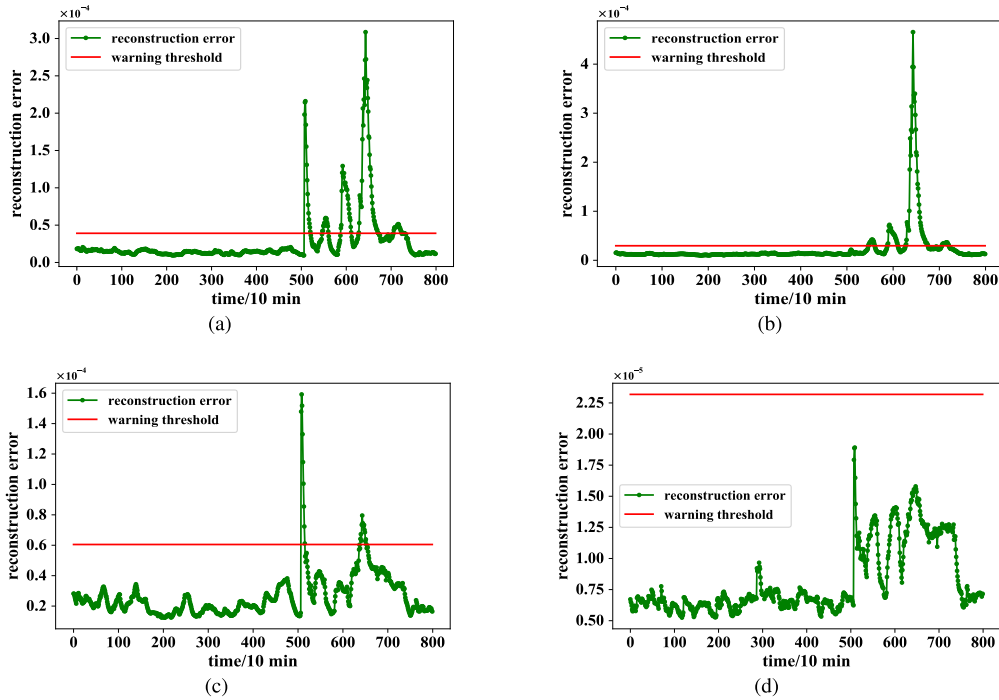 ×10⁻⁴
reconstruction error
warning threshold
3.0
2.5
2.0
1.5
1.0
0.5
0.0
reconstruction error
0 100 200 300 400 500 600 700 800
time/10 min
(a)
×10⁻⁴
reconstruction error
warning threshold
4
3
2
1
0
reconstruction error
0 100 200 300 400 500 600 700 800
time/10 min
(b)
×10⁻⁴
reconstruction error
warning threshold
1.6
1.4
1.2
1.0
0.8
0.6
0.4
0.2
reconstruction error
0 100 200 300 400 500 600 700 800
time/10 min
(c)
×10⁻⁵
2.25
2.00
1.75
1.50
1.25
1.00
0.75
0.50
reconstruction error
reconstruction error
warning threshold
0 100 200 300 400 500 600 700 800
time/10 min
(d)